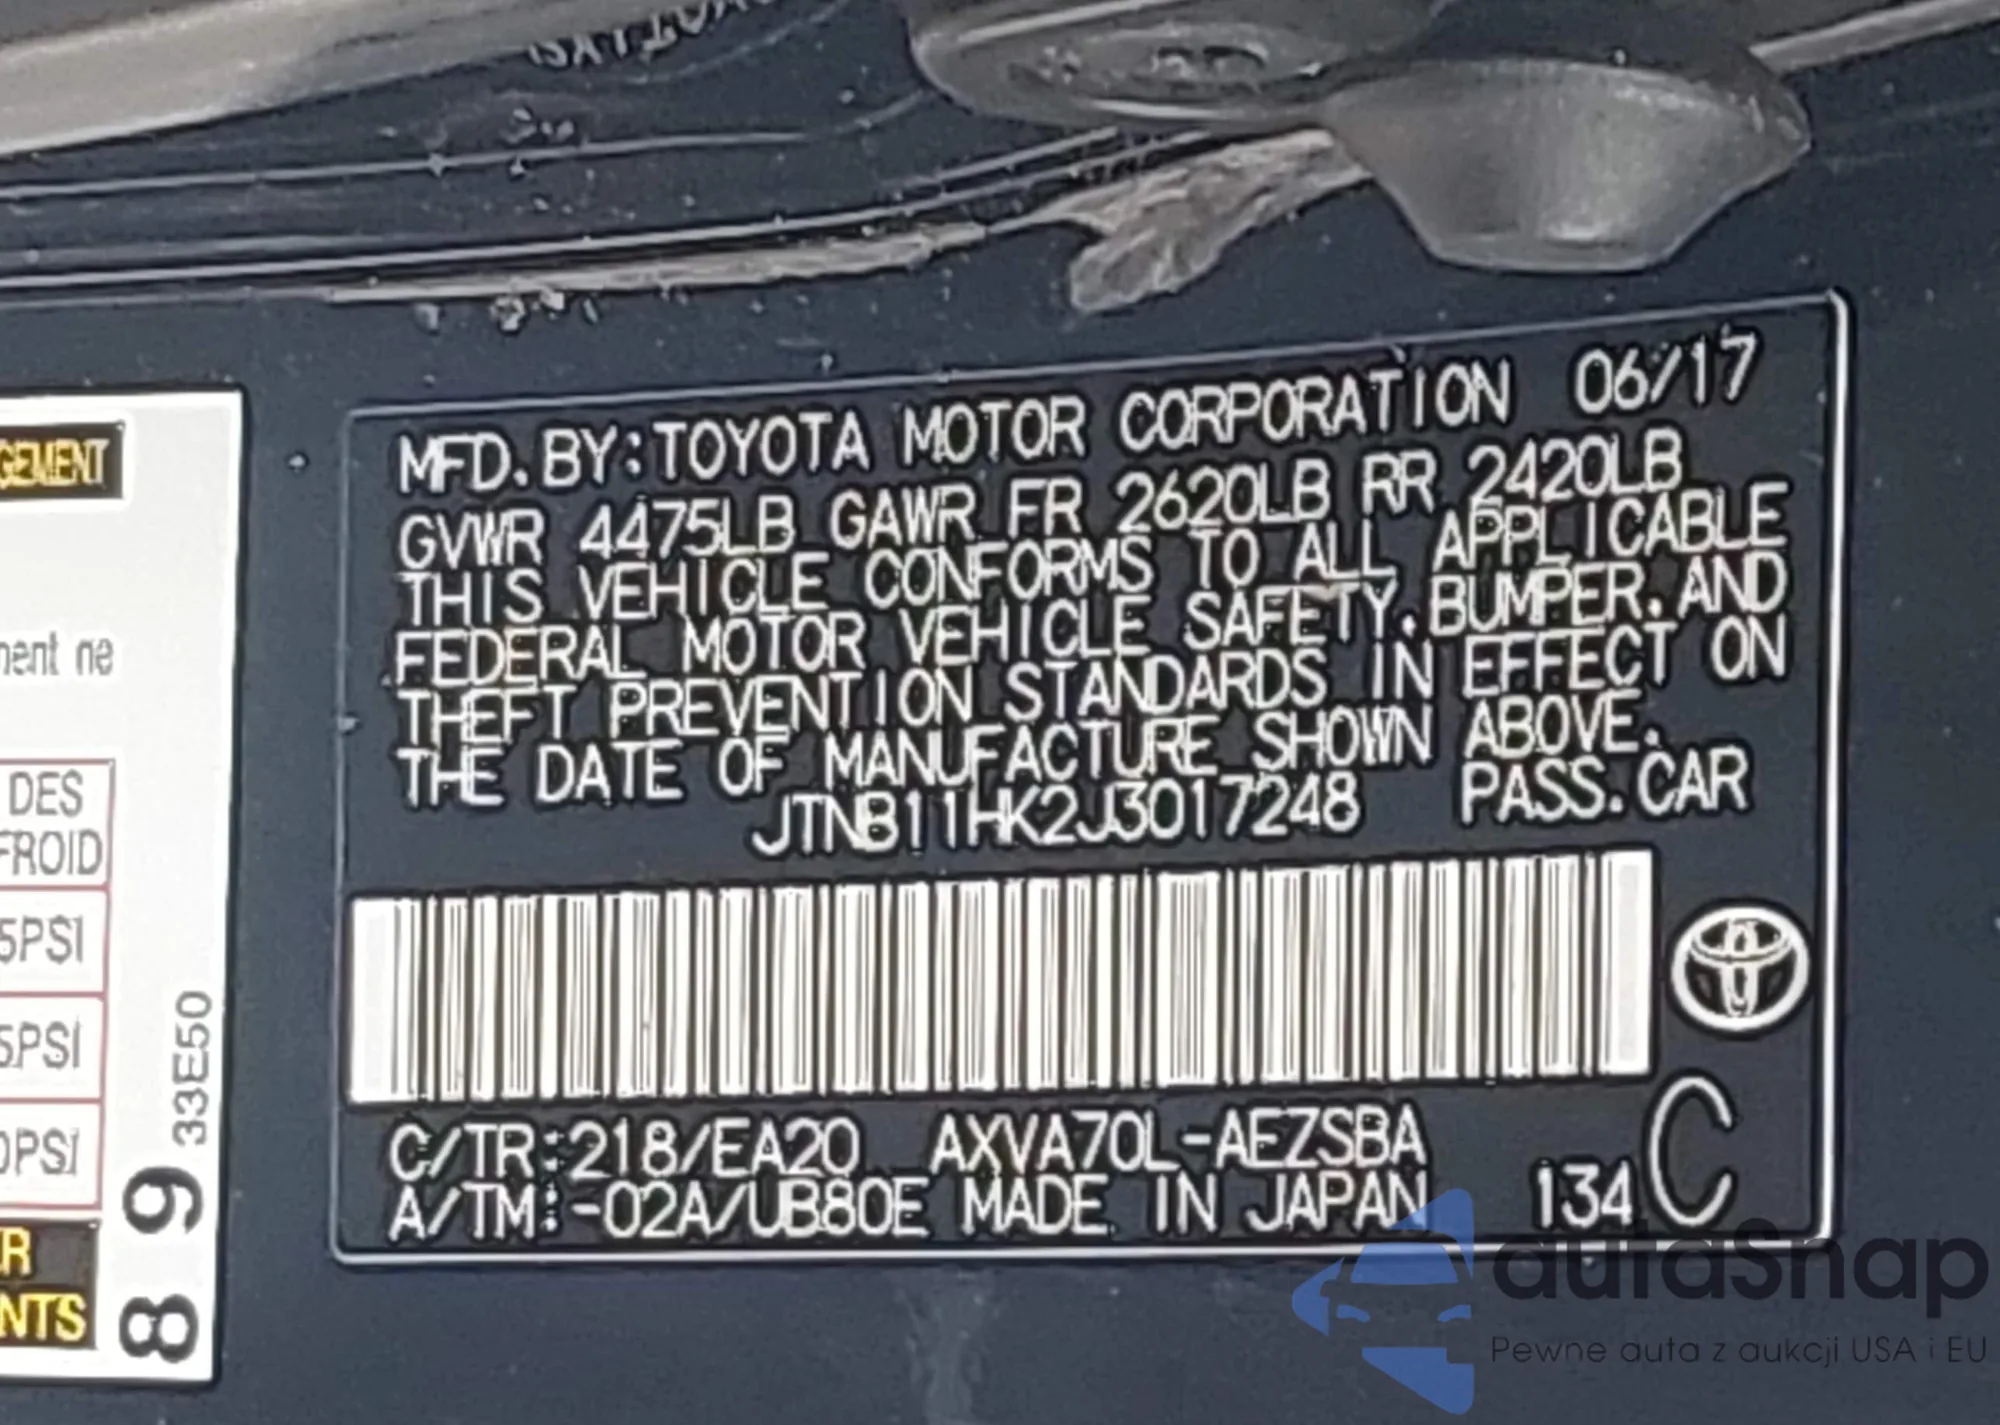 MFD.BY:TOYOTA MOTOR CORPORATION 06/17
GVWR 4475LB GAWR FR 2620LB RR 2420LB
THIS VEHICLE CONFORMS TO ALL APPLICABLE
FEDERAL MOTOR VEHICLE SAFETY, BUMPER, AND
THEFT PREVENTION STANDARDS IN EFFECT ON
THE DATE OF MANUFACTURE SHOWN ABOVE.
JTNB11HK2J3017248 PASS.CAR
C/TR:218/EA20 AXVA70L-AEZSBA
A/TM:-02A/UB80E MADE IN JAPAN 134 C
GEMENT
ment ne
DES
FROID
5PSI
5PSI
0PSI
R
NTS
33E50
89
autoSnap
Pewne auta z aukcji USA i EU